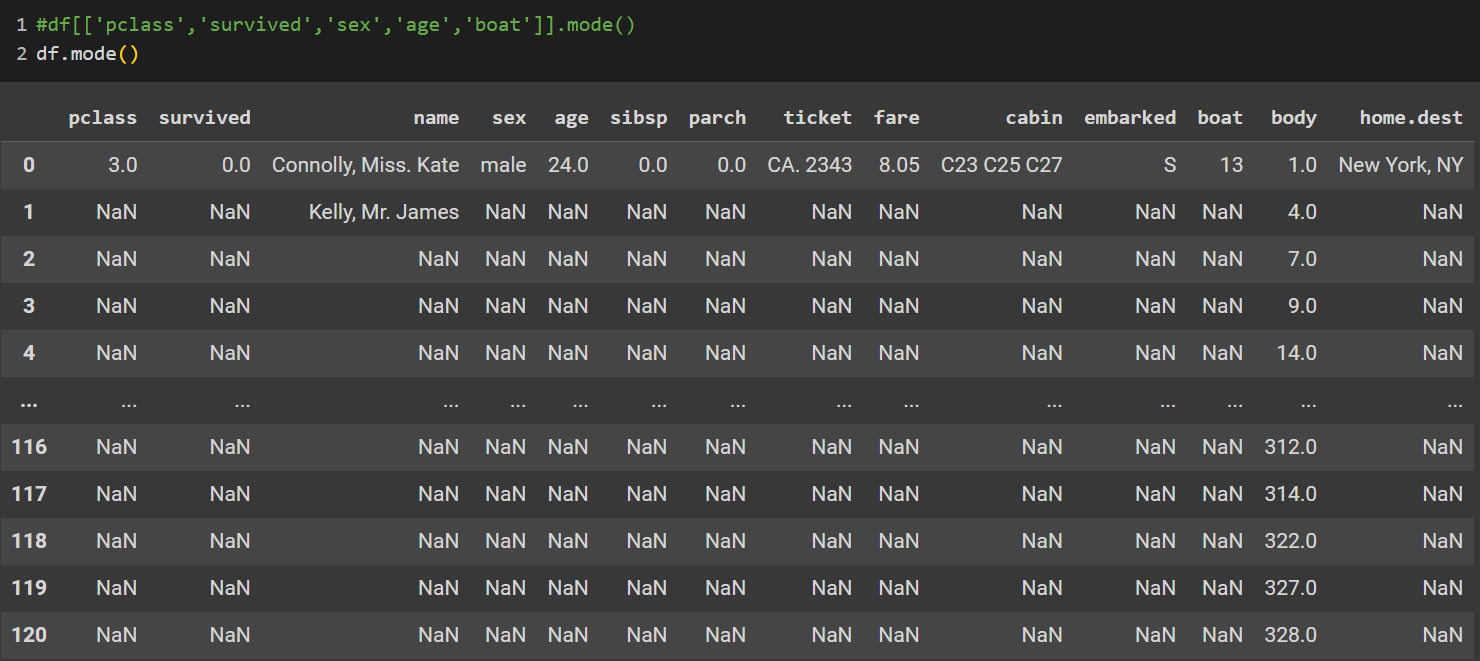 1 #df[['pclass','survived','sex','age','boat']].mode()
2 df.mode()
pclass survived name sex age sibsp parch ticket fare cabin embarked boat body home.dest
0 3.0 0.0 Connolly, Miss. Kate male 24.0 0.0 0.0 CA. 2343 8.05 C23 C25 C27 S 13 1.0 New York, NY
1 NaN NaN Kelly, Mr. James NaN NaN NaN NaN NaN NaN NaN NaN NaN 4.0 NaN
2 NaN NaN NaN NaN NaN NaN NaN NaN NaN NaN NaN NaN 7.0 NaN
3 NaN NaN NaN NaN NaN NaN NaN NaN NaN NaN NaN NaN 9.0 NaN
4 NaN NaN NaN NaN NaN NaN NaN NaN NaN NaN NaN NaN 14.0 NaN
... ... ... ... ... ... ... ... ... ... ... ... ... ... ...
116 NaN NaN NaN NaN NaN NaN NaN NaN NaN NaN NaN NaN 312.0 NaN
117 NaN NaN NaN NaN NaN NaN NaN NaN NaN NaN NaN NaN 314.0 NaN
118 NaN NaN NaN NaN NaN NaN NaN NaN NaN NaN NaN NaN 322.0 NaN
119 NaN NaN NaN NaN NaN NaN NaN NaN NaN NaN NaN NaN 327.0 NaN
120 NaN NaN NaN NaN NaN NaN NaN NaN NaN NaN NaN NaN 328.0 NaN